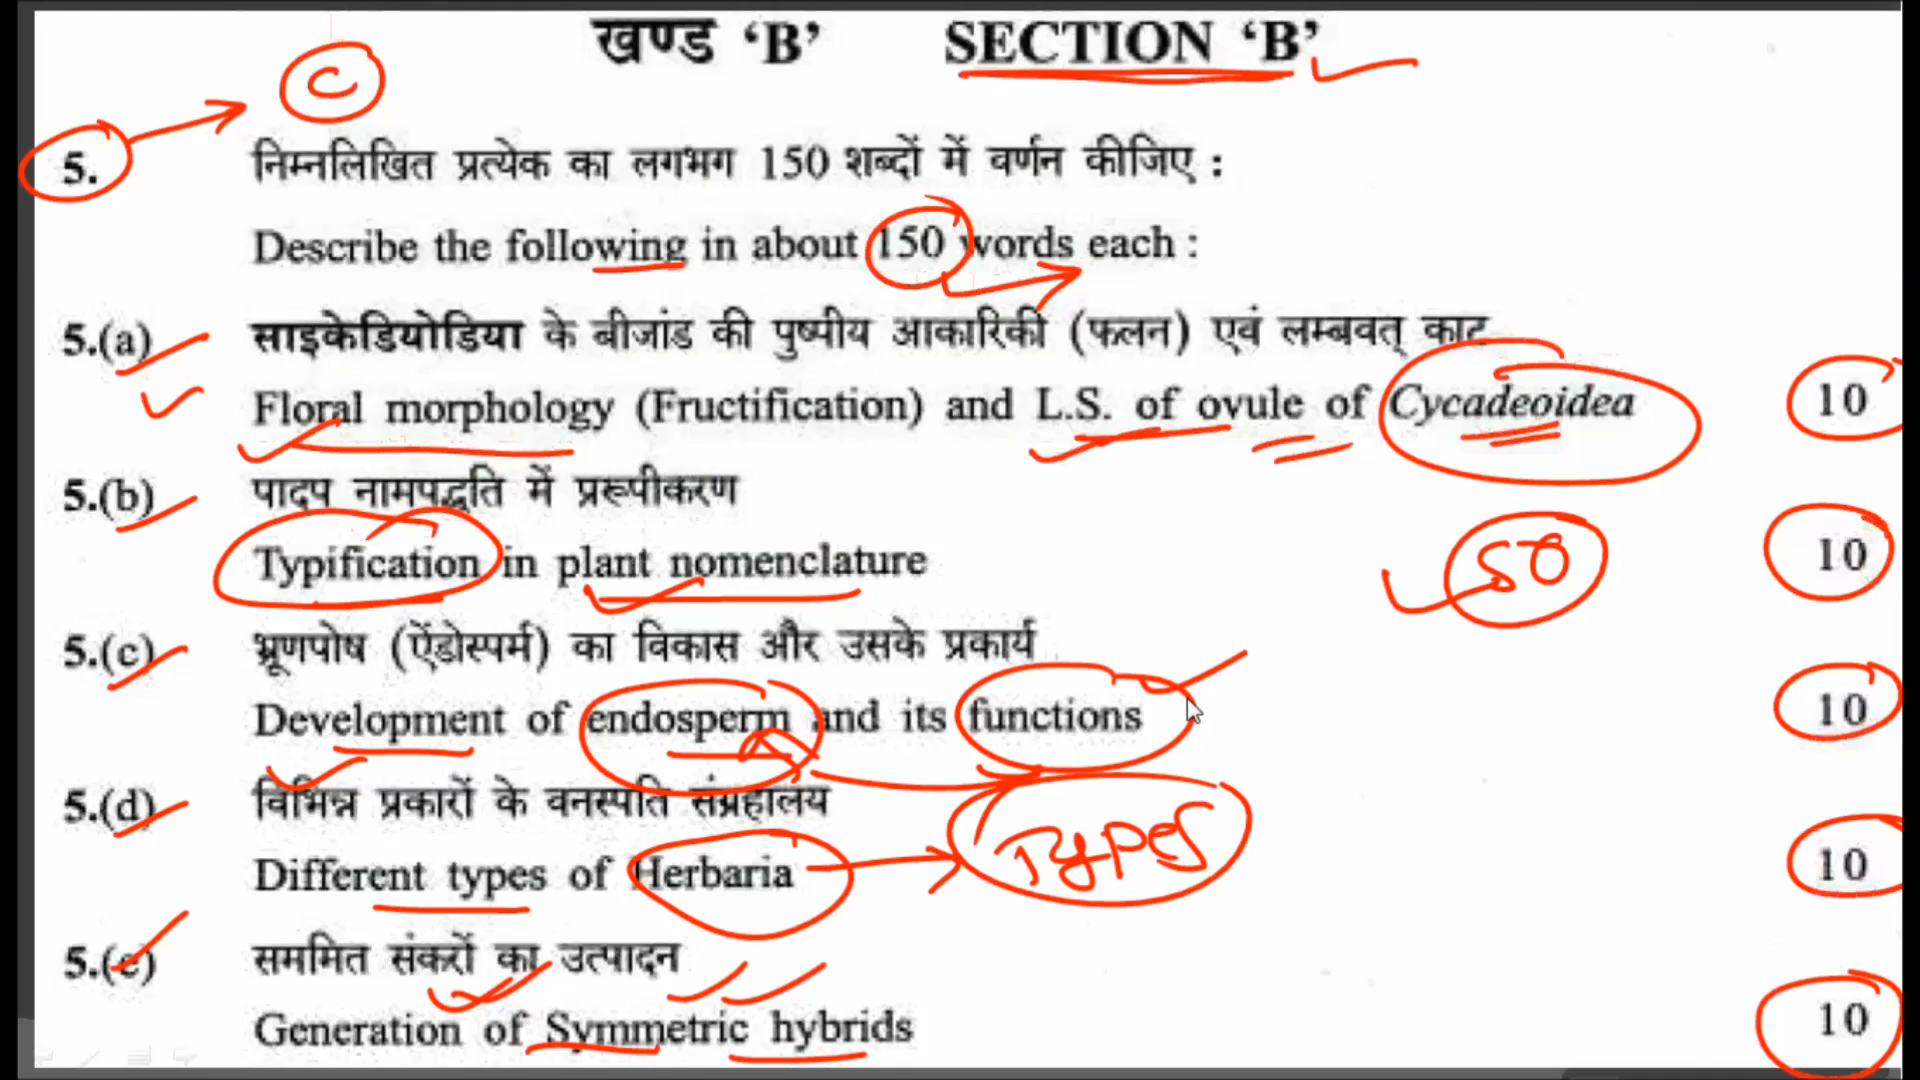 खण्ड ‘B’ SECTION ‘B’
C
5. निम्नलिखित प्रत्येक का लगभग 150 शब्दों में वर्णन कीजिए :
Describe the following in about 150 words each :
5.(a) साइकेडियोडिया के बीजांड की पुष्पीय आकारिकी (फलन) एवं लम्बवत् काट
Floral morphology (Fructification) and L.S. of ovule of Cycadeoidea 10
5.(b) पादप नामपद्धति में प्ररूपीकरण
Typification in plant nomenclature 10
50
5.(c) भ्रूणपोष (ऐंडोस्पर्म) का विकास और उसके प्रकार्य
Development of endosperm and its functions 10
5.(d) विभिन्न प्रकारों के वनस्पति संग्रहालय
Different types of Herbaria 10
Types
5.(e) सममित संकरों का उत्पादन
Generation of Symmetric hybrids 10